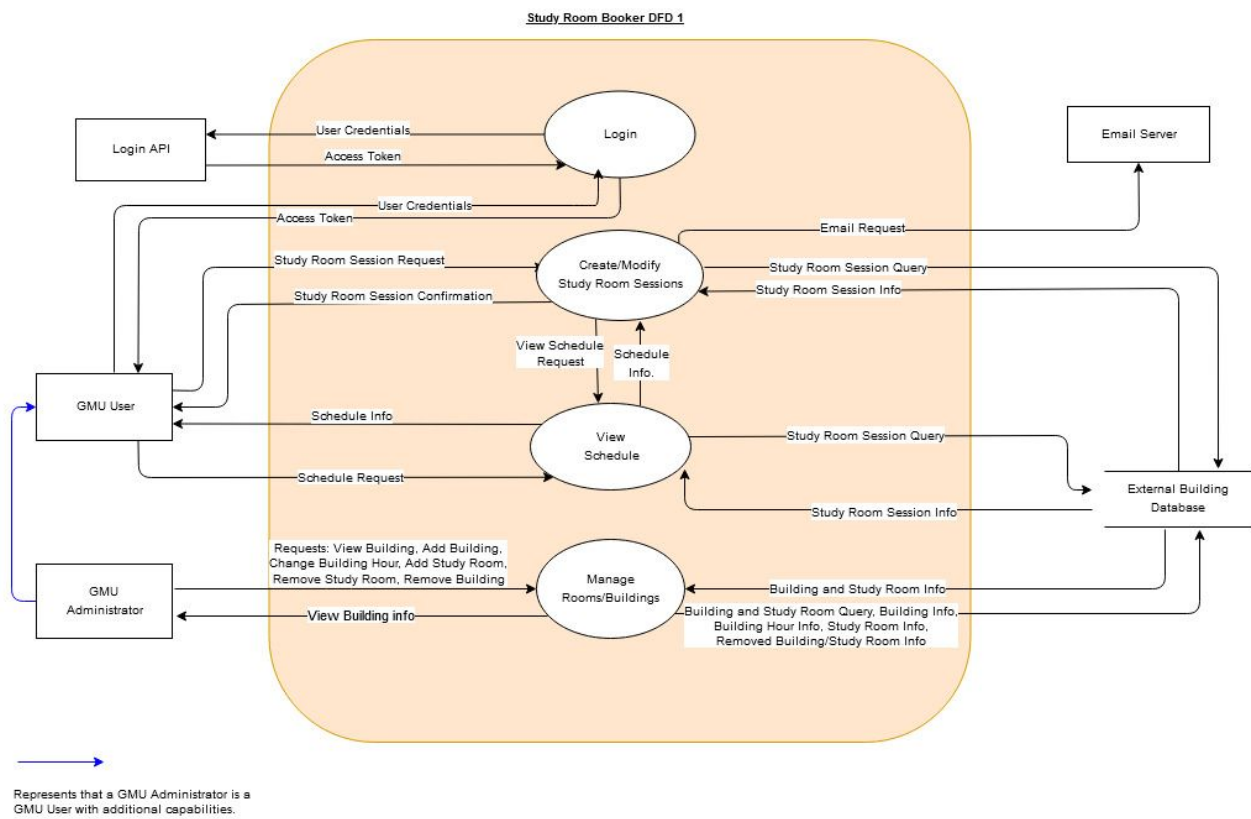 Study Room Booker DFD 1
Login API
User Credentials
Access Token
Login
Email Server
User Credentials
Access Token
Email Request
Study Room Session Request
Create/Modify
Study Room Sessions
Study Room Session Query
Study Room Session Info
Study Room Session Confirmation
View Schedule
Request
Schedule
Info.
GMU User
Schedule Info
View
Schedule
Study Room Session Query
Schedule Request
External Building
Database
Study Room Session Info
Requests: View Building, Add Building,
Change Building Hour, Add Study Room,
Remove Study Room, Remove Building
GMU
Administrator
Manage
Rooms/Buildings
Building and Study Room Info
View Building info
Building and Study Room Query, Building Info,
Building Hour Info, Study Room Info,
Removed Building/Study Room Info
Represents that a GMU Administrator is a
GMU User with additional capabilities.